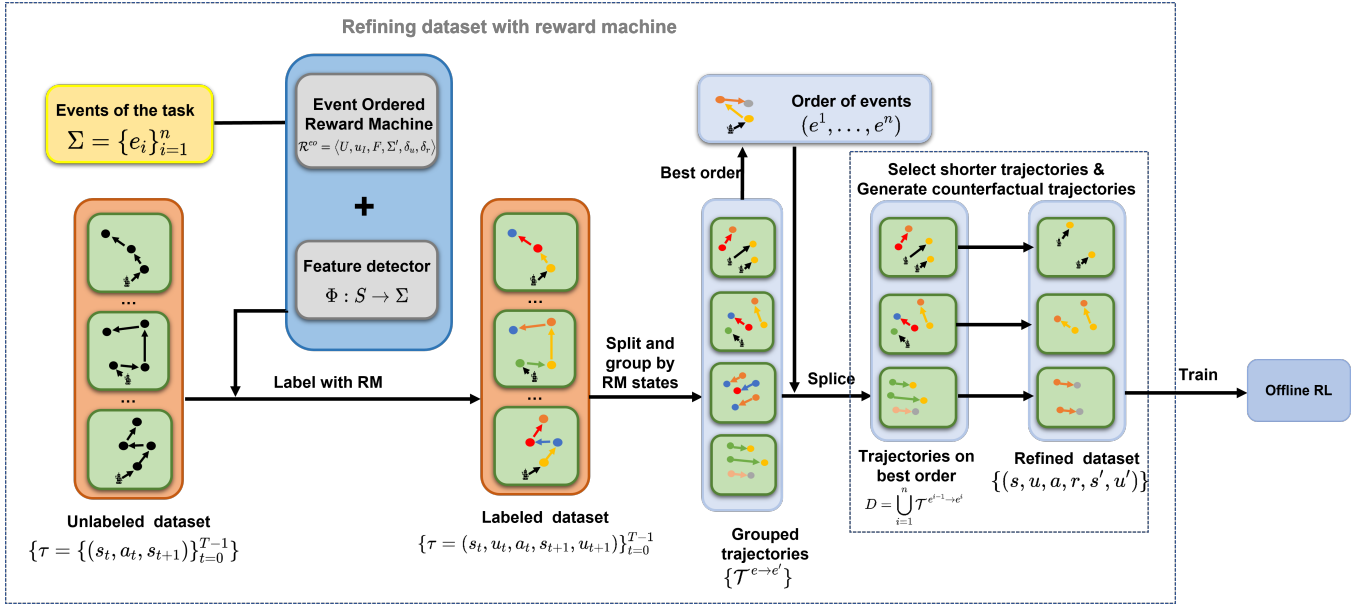 Refining dataset with reward machine
Events of the task
Σ = {e_i}_{i=1}^n
Event Ordered
Reward Machine
ℛ^{eo} = ⟨U, u_I, F, Σ′, δ_u, δ_r⟩
+
Feature detector
Φ : S → Σ
Label with RM
...
...
Unlabeled dataset
{τ = {(s_t, a_t, s_{t+1})}_{t=0}^{T−1}}
...
...
Labeled dataset
{τ = (s_t, u_t, a_t, s_{t+1}, u_{t+1})}_{t=0}^{T−1}
Split and
group by
RM states
Best order
Order of events
(e^1, . . . , e^n)
Grouped
trajectories
{𝒯^{e→e′}}
Splice
Select shorter trajectories &
Generate counterfactual trajectories
Trajectories on
best order
D = ⋃_{i=1}^n 𝒯^{e^{i−1}→e^i}
Refined dataset
{(s, u, a, r, s′, u′)}
Train
Offline RL